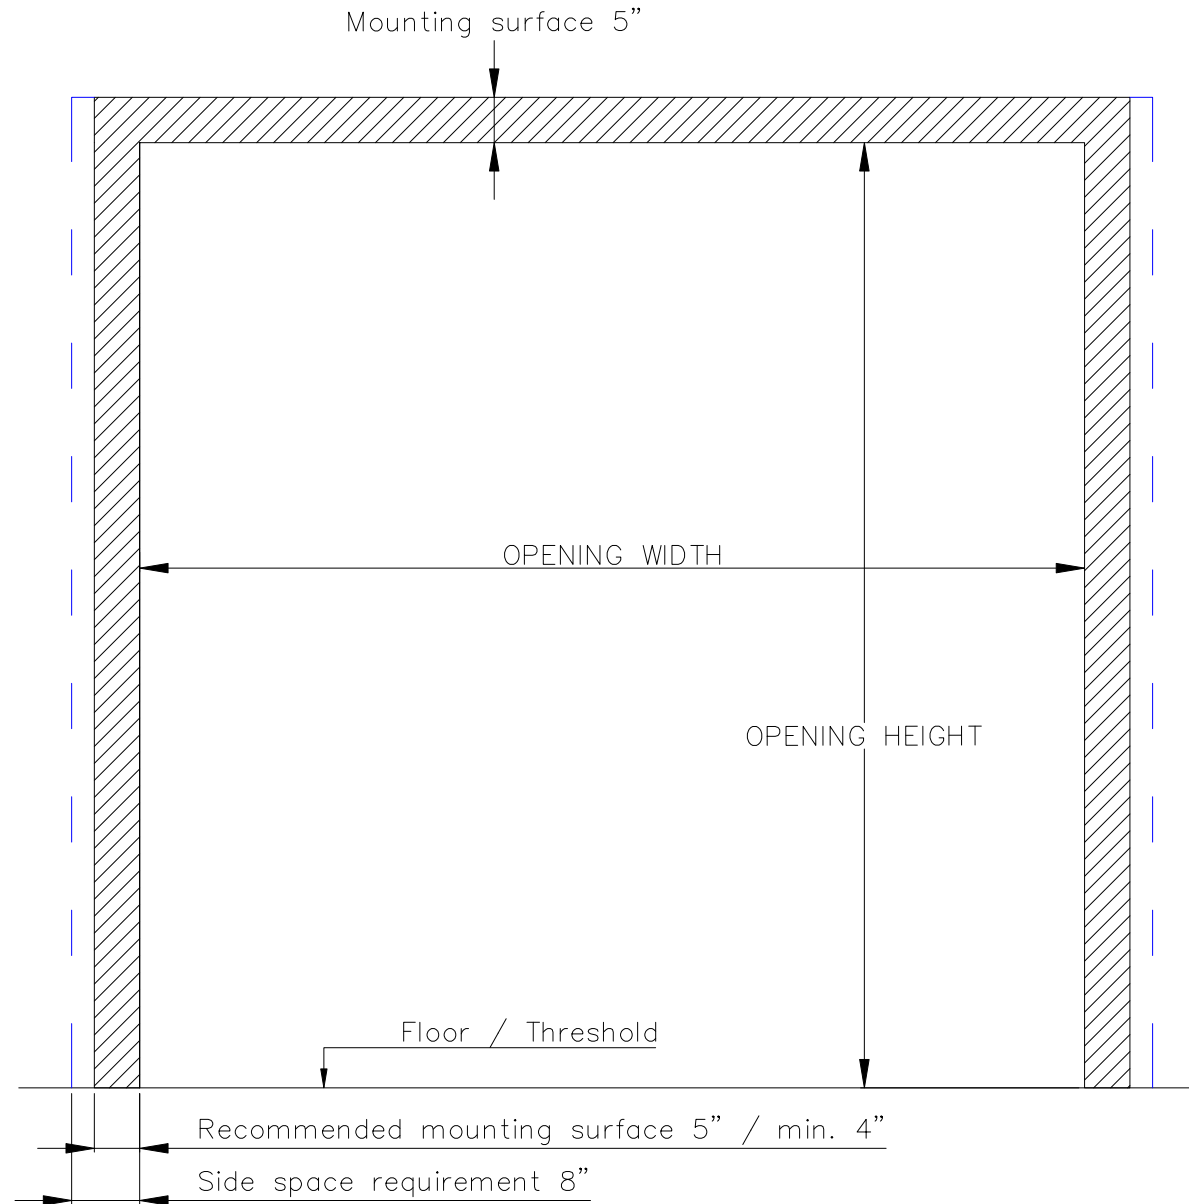 Mounting surface 5”
OPENING WIDTH
OPENING HEIGHT
Floor / Threshold
Recommended mounting surface 5” / min. 4”
Side space requirement 8”